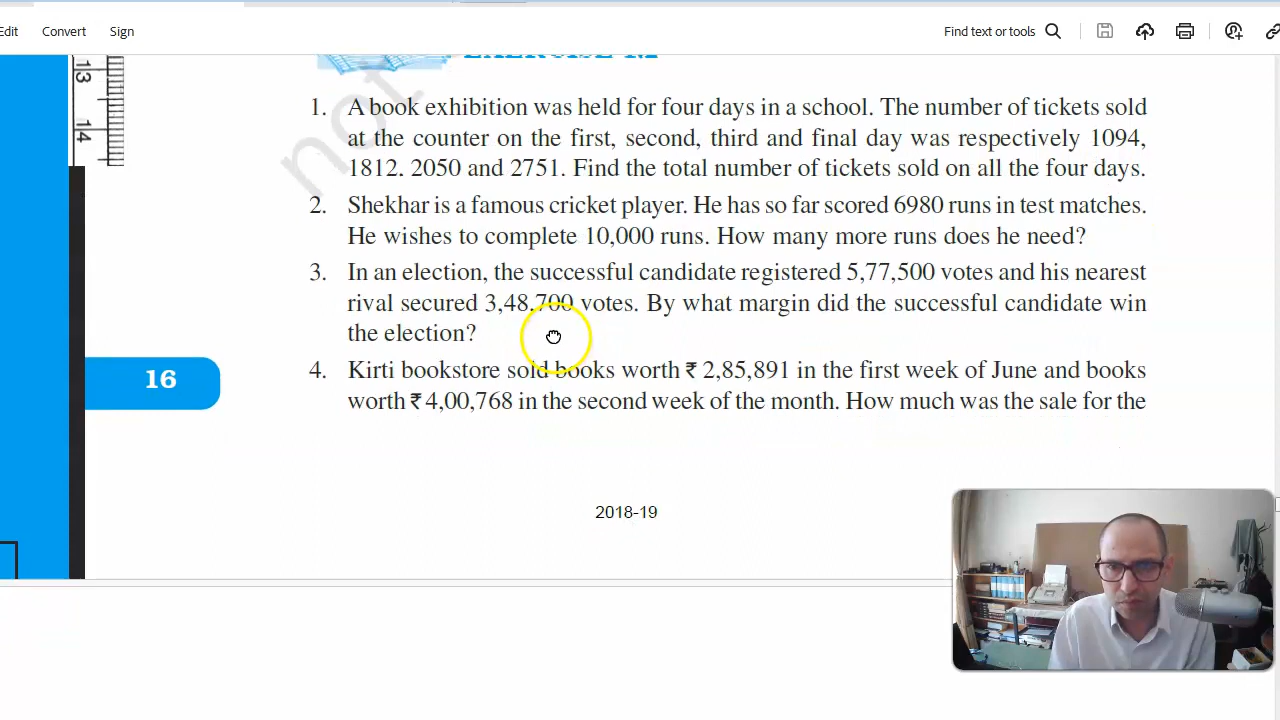 Edit Convert Sign Find text or tools
EXERCISE 1.2
not
13
14
1. A book exhibition was held for four days in a school. The number of tickets sold
at the counter on the first, second, third and final day was respectively 1094,
1812, 2050 and 2751. Find the total number of tickets sold on all the four days.
2. Shekhar is a famous cricket player. He has so far scored 6980 runs in test matches.
He wishes to complete 10,000 runs. How many more runs does he need?
3. In an election, the successful candidate registered 5,77,500 votes and his nearest
rival secured 3,48,700 votes. By what margin did the successful candidate win
the election?
16
4. Kirti bookstore sold books worth ₹ 2,85,891 in the first week of June and books
worth ₹ 4,00,768 in the second week of the month. How much was the sale for the
2018-19